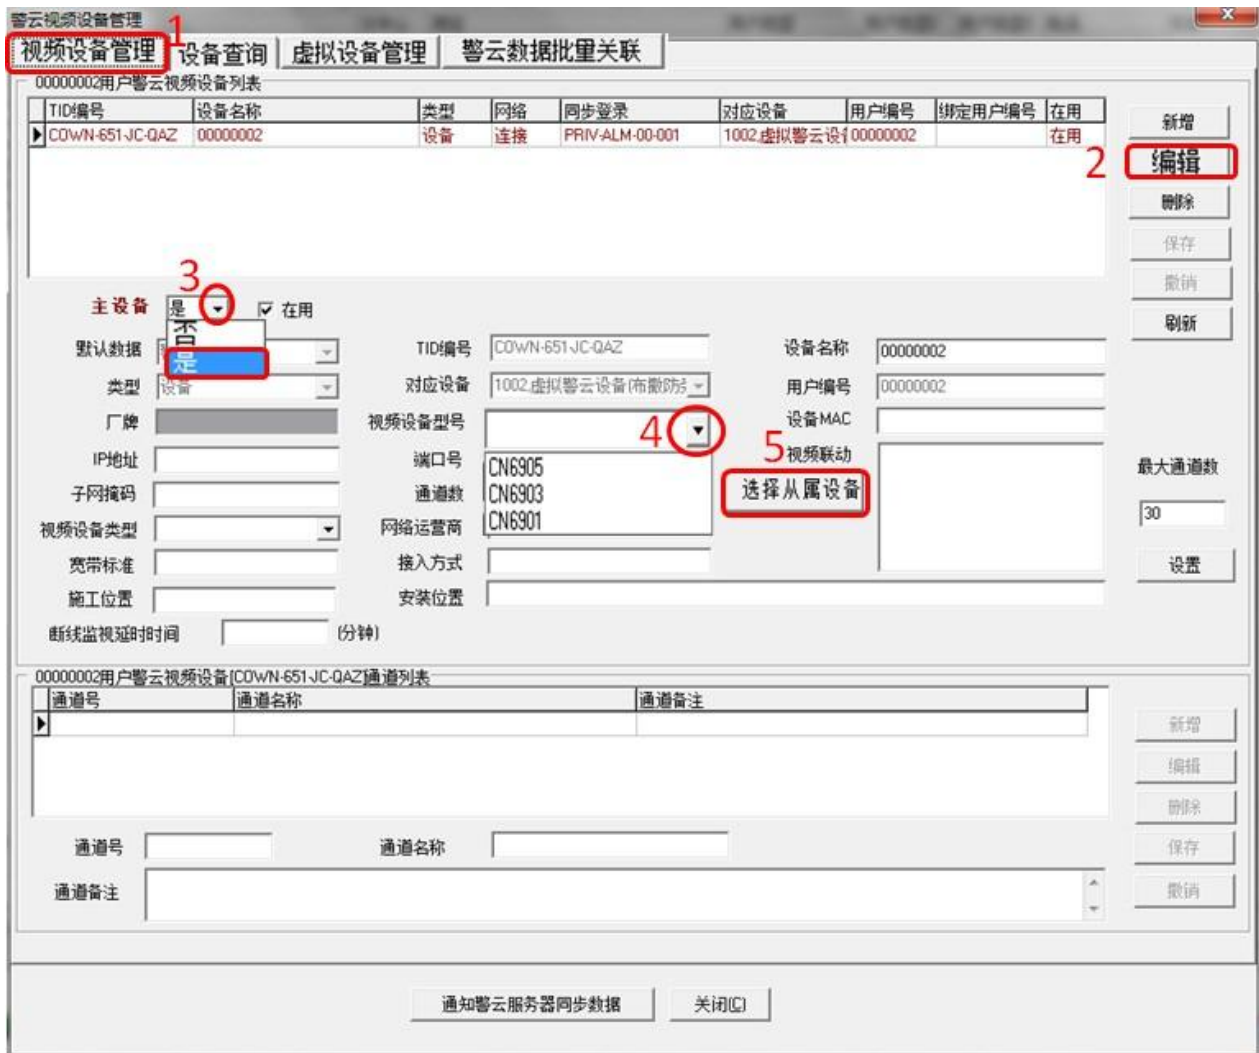 警云视频设备管理
1
视频设备管理 设备查询 虚拟设备管理 警云数据批量关联
00000002用户警云视频设备列表
TID编号 设备名称 类型 网络 同步登录 对应设备 用户编号 绑定用户编号 在用
COWN-651-JC-QAZ 00000002 设备 连接 PRIV-ALM-00-001 1002,虚拟警云设 00000002 在用
新增
2 编辑
删除
保存
撤销
刷新
3
主设备 是 在用
否
是
默认数据 TID编号 COWN-651-JC-QAZ 设备名称 00000002
类型 设备 对应设备 1002,虚拟警云设备(布撤防 用户编号 00000002
厂牌 视频设备型号 4 设备MAC
CN6905
CN6903
CN6901
IP地址 端口号 5 视频联动 最大通道数
子网掩码 通道数 选择从属设备 30
视频设备类型 网络运营商
宽带标准 接入方式 设置
施工位置 安装位置
断线监视延时时间 (分钟)
00000002用户警云视频设备[COWN-651-JC-QAZ]通道列表
通道号 通道名称 通道备注
新增
编辑
删除
保存
撤销
通道号 通道名称
通道备注
通知警云服务器同步数据 关闭(C)